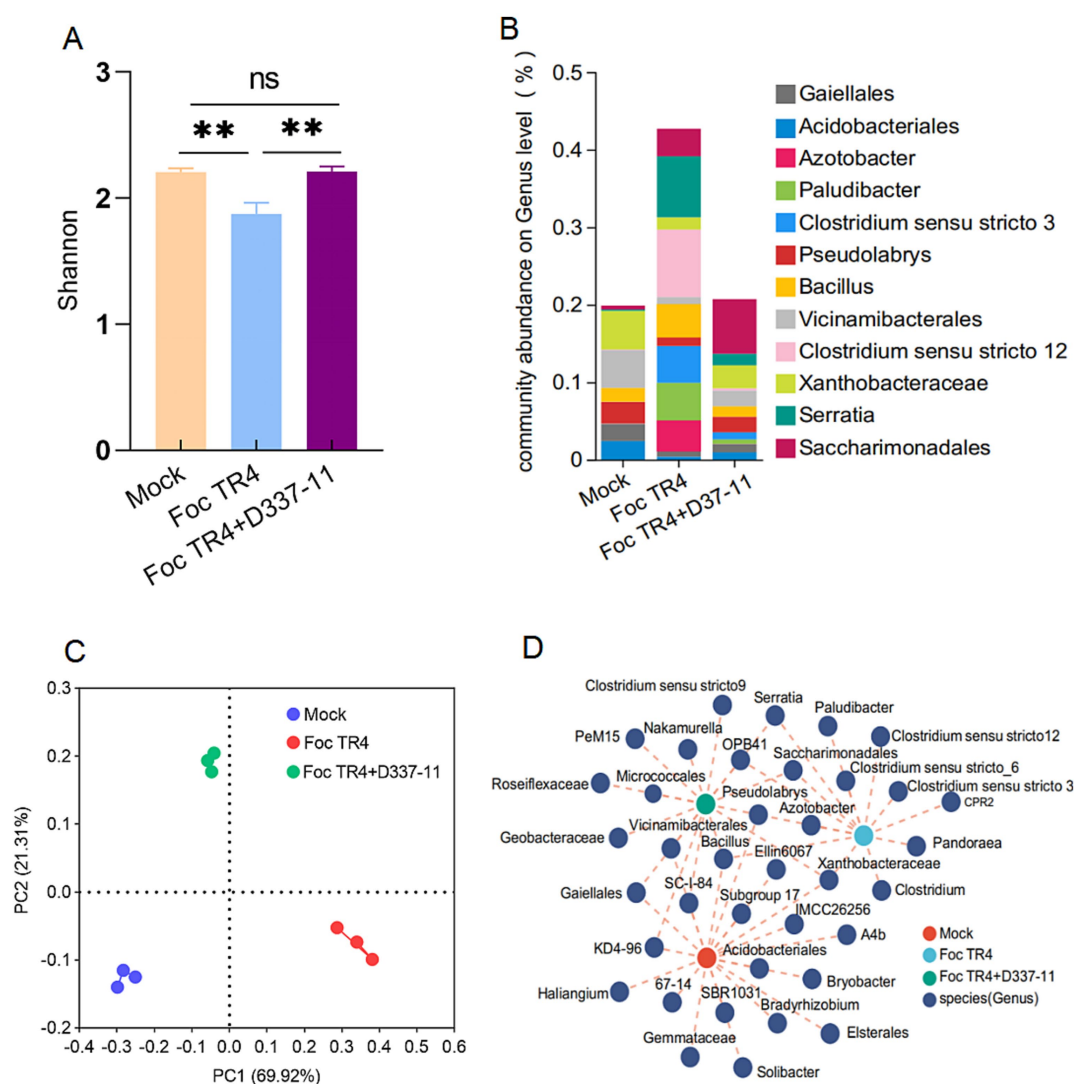 A
Shannon
3
2
1
0
ns
**
**
Mock
Foc TR4
Foc TR4+D337-11
B
community abundance on Genus level ( % )
0.5
0.4
0.3
0.2
0.1
0
Mock
Foc TR4
Foc TR4+D37-11
Gaiellales
Acidobacteriales
Azotobacter
Paludibacter
Clostridium sensu stricto 3
Pseudolabrys
Bacillus
Vicinamibacterales
Clostridium sensu stricto 12
Xanthobacteraceae
Serratia
Saccharimonadales
C
PC2 (21.31%)
0.3
0.2
0.1
0.0
-0.1
-0.2
-0.4 -0.3 -0.2 -0.1 0.0 0.1 0.2 0.3 0.4 0.5 0.6
PC1 (69.92%)
Mock
Foc TR4
Foc TR4+D337-11
D
Clostridium sensu stricto9
Serratia
Paludibacter
PeM15
Nakamurella
OPB41
Clostridium sensu stricto12
Saccharimonadales
Clostridium sensu stricto_6
Roseiflexaceae
Micrococcales
Pseudolabrys
Clostridium sensu stricto 3
Azotobacter
CPR2
Geobacteraceae
Vicinamibacterales
Bacillus
Ellin6067
Pandoraea
Xanthobacteraceae
Gaiellales
SC-I-84
Subgroup 17
Clostridium
IMCC26256
KD4-96
Acidobacteriales
A4b
Haliangium
67-14
SBR1031
Bryobacter
Bradyrhizobium
Gemmataceae
Elsterales
Solibacter
Mock
Foc TR4
Foc TR4+D337-11
species(Genus)